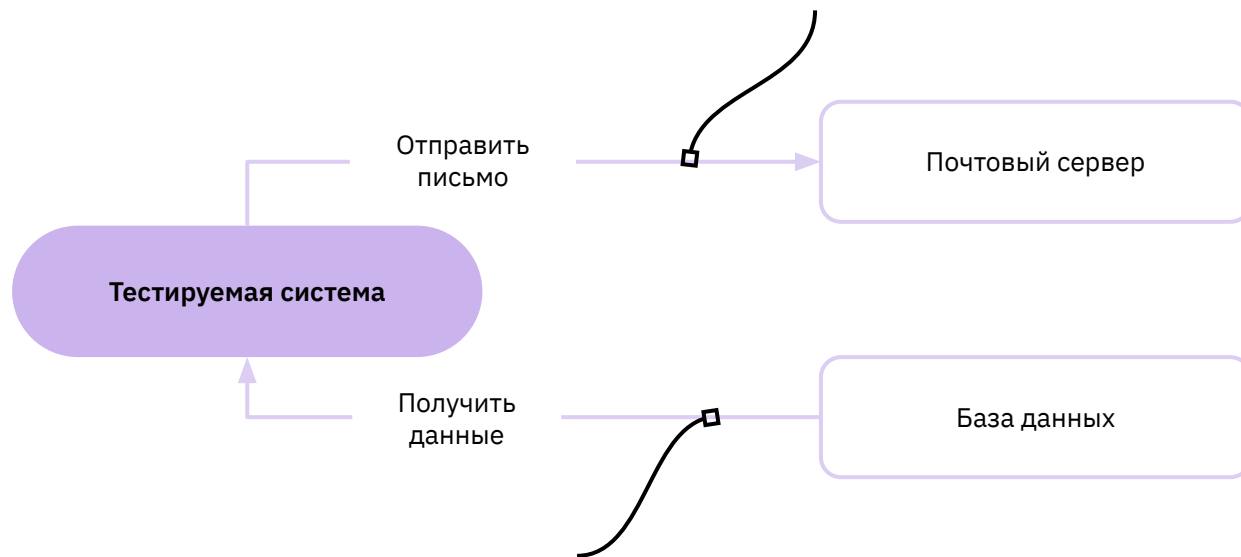 Отправить
письмо
Почтовый сервер
Тестируемая система
Получить
данные
База данных